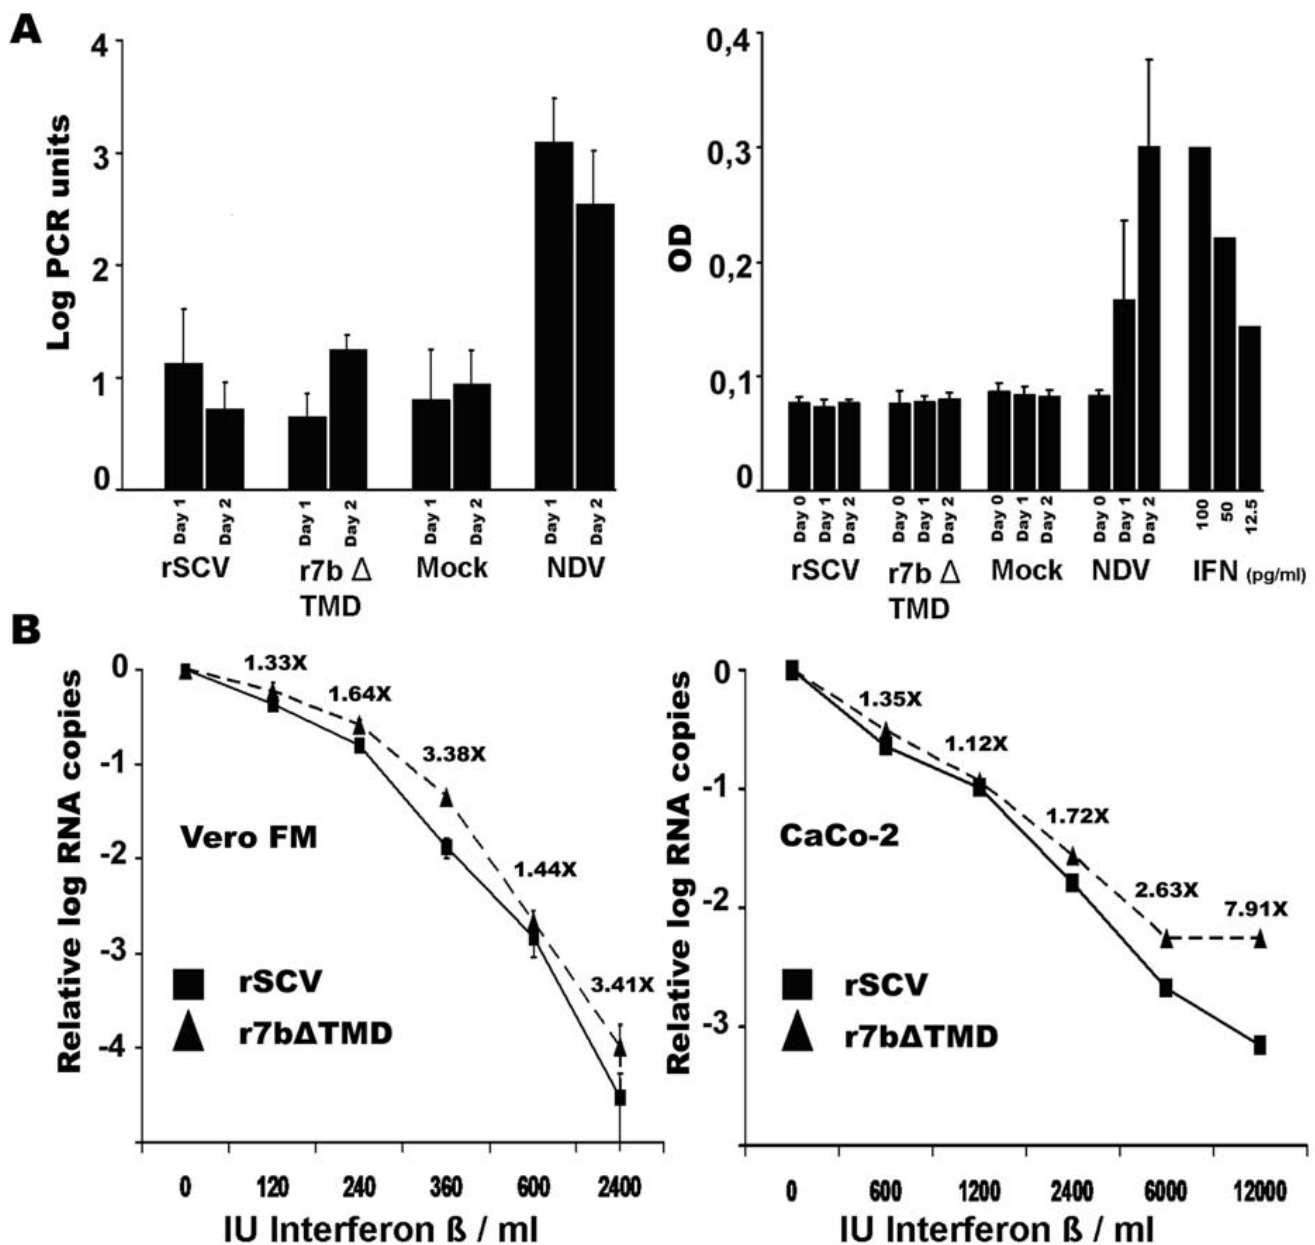 A
Log PCR units
4
3
2
1
0
Day 1
Day 2
Day 1
Day 2
Day 1
Day 2
Day 1
Day 2
rSCV
r7b Δ
TMD
Mock
NDV
OD
0,4
0,3
0,2
0,1
0
Day 0
Day 1
Day 2
Day 0
Day 1
Day 2
Day 0
Day 1
Day 2
Day 0
Day 1
Day 2
100
50
12.5
rSCV
r7b Δ
TMD
Mock
NDV
IFN (pg/ml)
B
Relative log RNA copies
0
-1
-2
-3
-4
1.33X
1.64X
3.38X
1.44X
3.41X
Vero FM
rSCV
r7bΔTMD
0 120 240 360 600 2400
IU Interferon ß / ml
Relative log RNA copies
0
-1
-2
-3
1.35X
1.12X
1.72X
2.63X
7.91X
CaCo-2
rSCV
r7bΔTMD
0 600 1200 2400 6000 12000
IU Interferon ß / ml